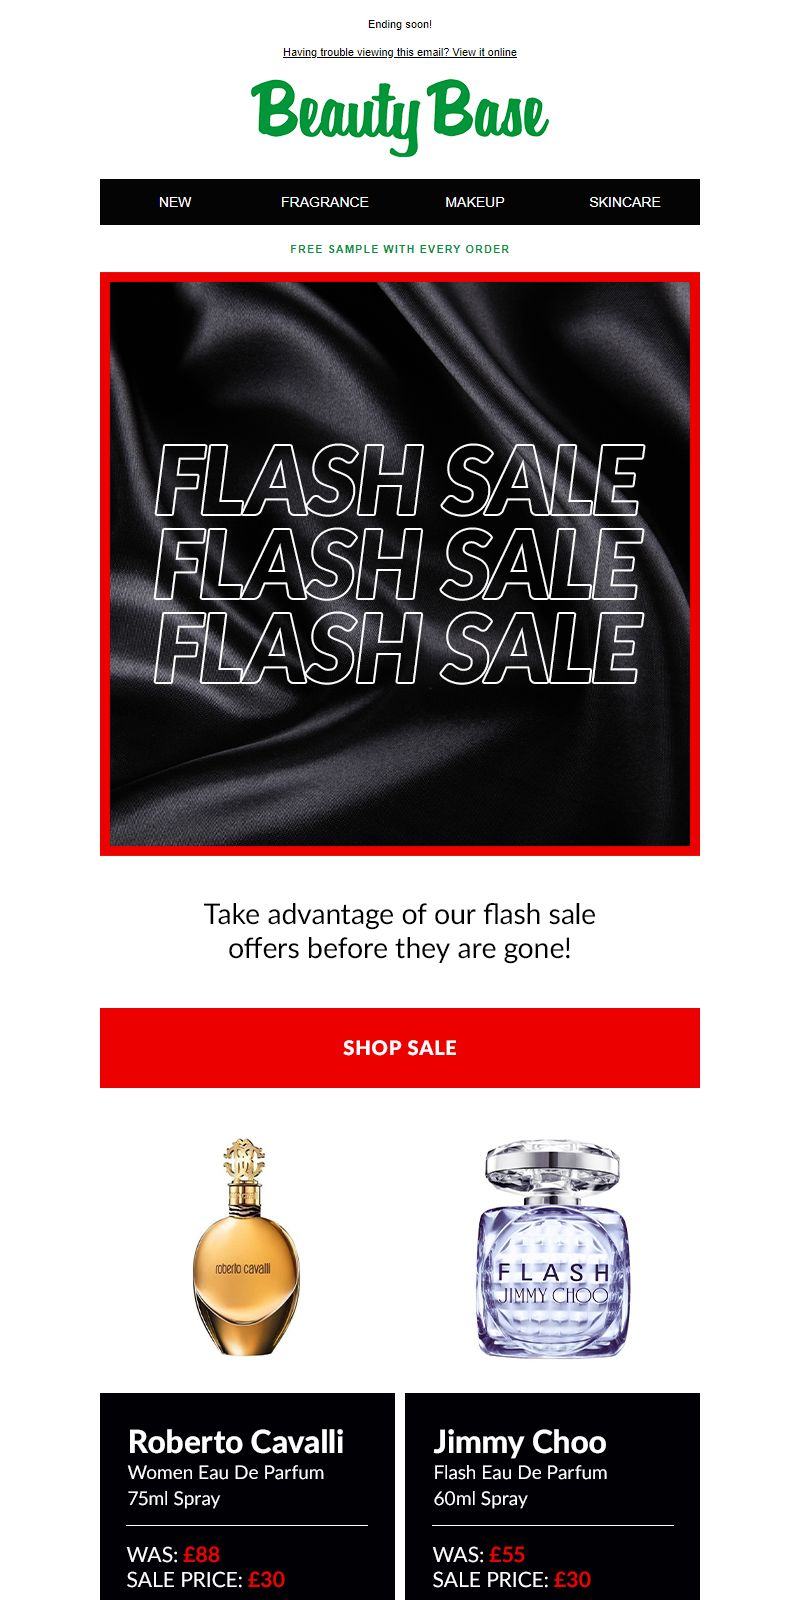 Ending soon!
Having trouble viewing this email? View it online
Beauty Base
NEW FRAGRANCE MAKEUP SKINCARE
FREE SAMPLE WITH EVERY ORDER
FLASH SALE
FLASH SALE
FLASH SALE
Take advantage of our flash sale
offers before they are gone!
SHOP SALE
roberto cavalli
FLASH
JIMMY CHOO
Roberto Cavalli
Women Eau De Parfum
75ml Spray
WAS: £88
SALE PRICE: £30
Jimmy Choo
Flash Eau De Parfum
60ml Spray
WAS: £55
SALE PRICE: £30